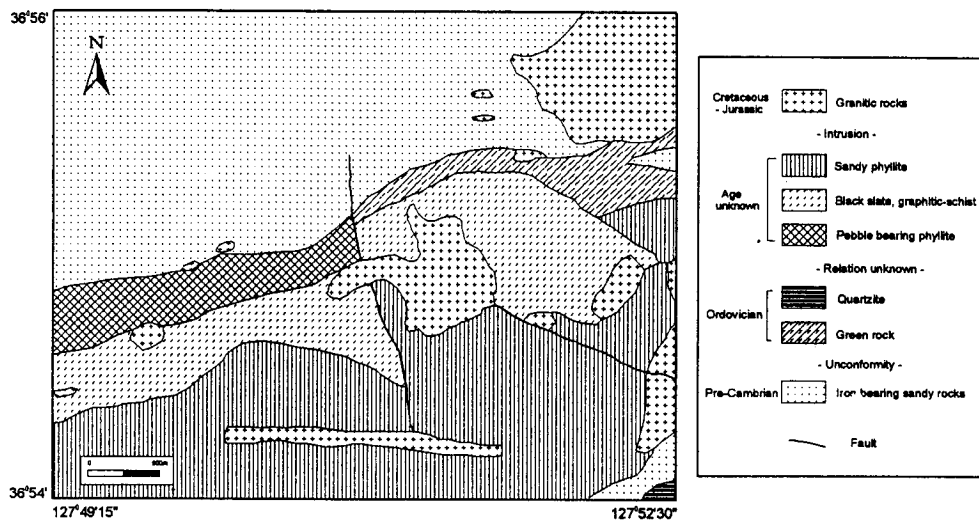 36°56'
N
0 800m
36°54'
127°49'15"
127°52'30"
Cretaceous
- Jurassic
Granitic rocks
- Intrusion -
Age
unknown
Sandy phyllite
Black slate, graphitic-schist
Pebble bearing phyllite
- Relation unknown -
Ordovician
Quartzite
Green rock
- Unconformity -
Pre-Cambrian
Iron bearing sandy rocks
Fault